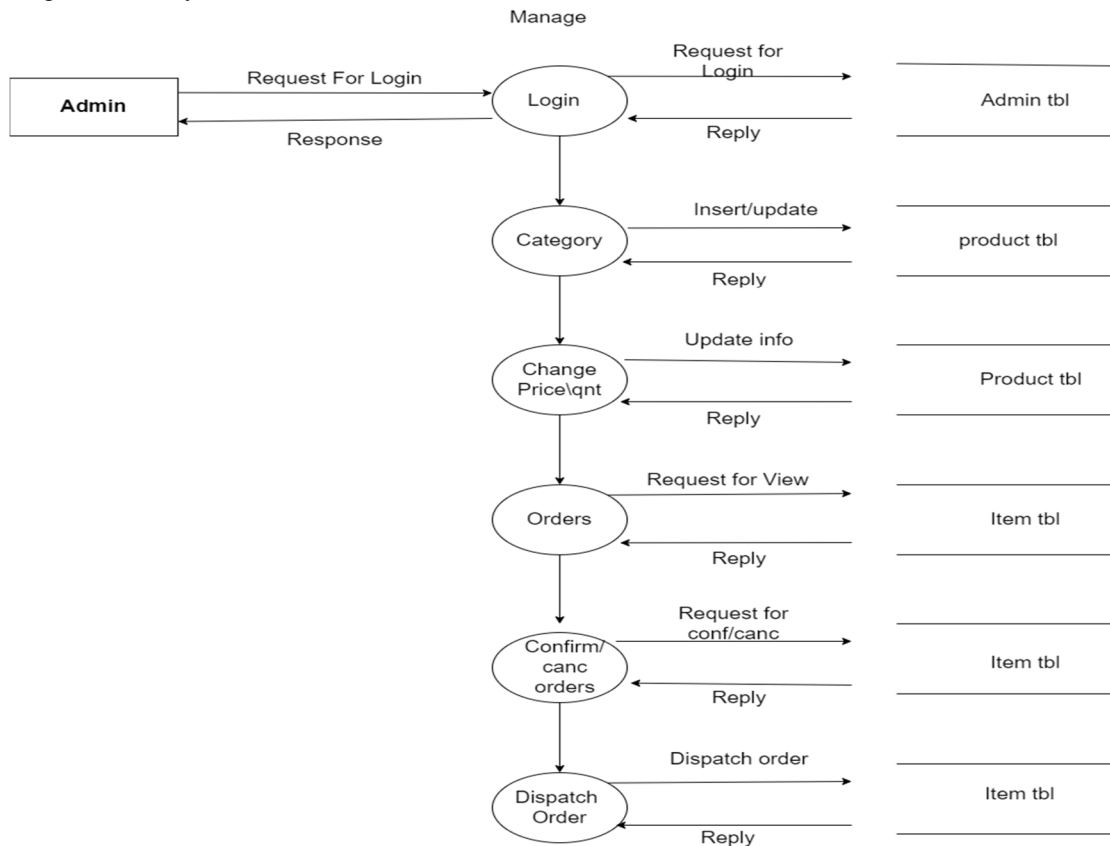 Manage
Request for
Login
Request For Login
Admin
Login
Admin tbl
Response
Reply
Insert/update
Category
product tbl
Reply
Update info
Change
Price\qnt
Product tbl
Reply
Request for View
Orders
Item tbl
Reply
Request for
conf/canc
Confirm/
canc
orders
Item tbl
Reply
Dispatch order
Dispatch
Order
Item tbl
Reply